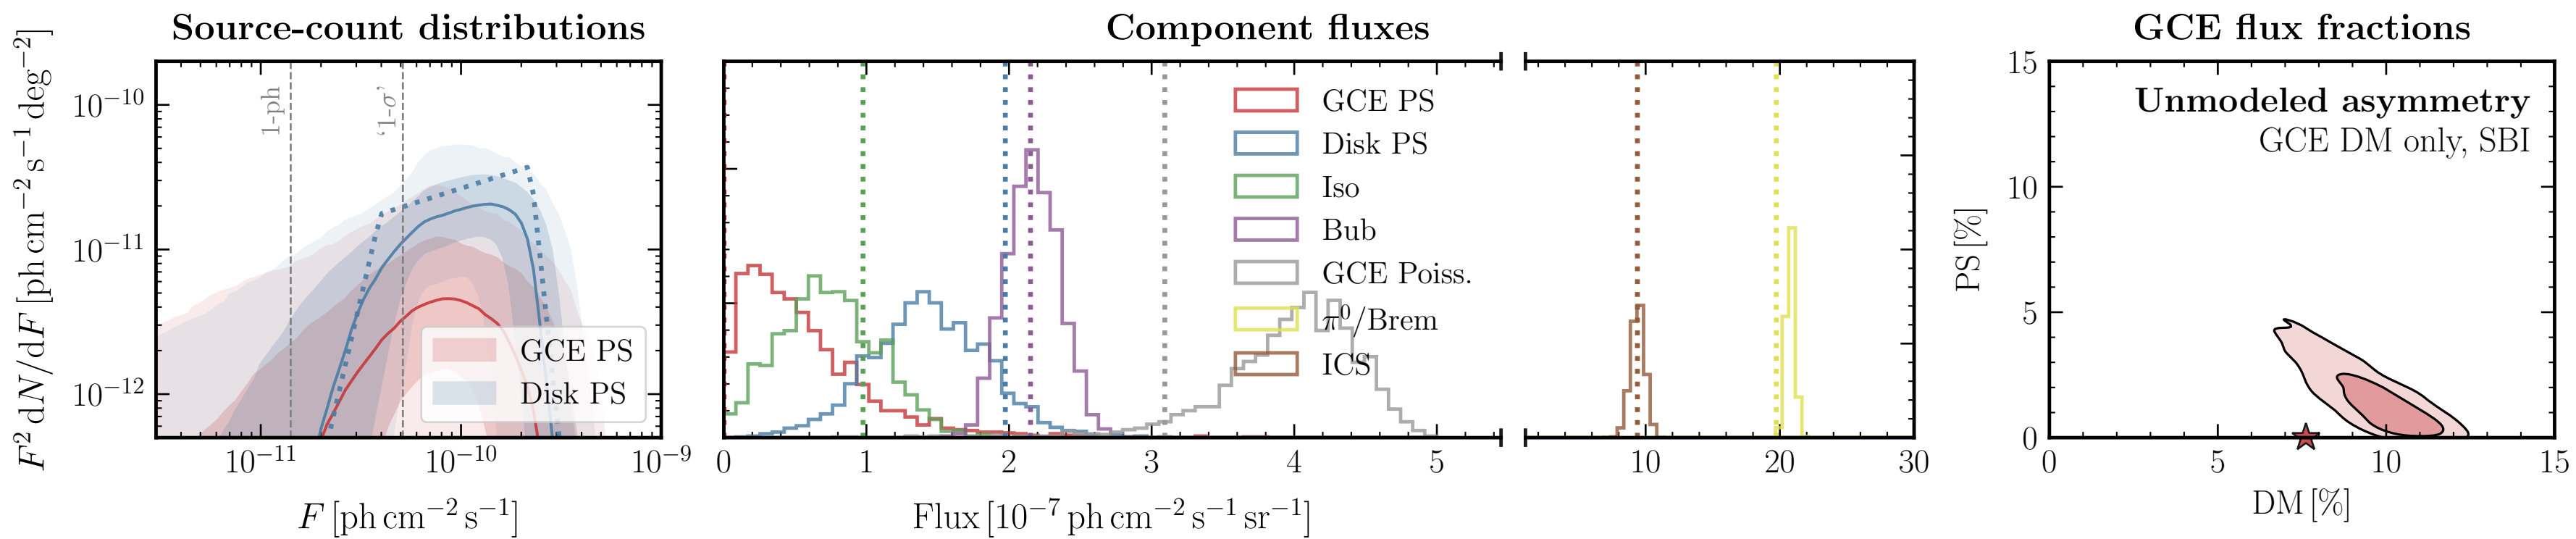 Source-count distributions
F² dN/dF [ph cm⁻² s⁻¹ deg⁻²]
10⁻¹⁰
10⁻¹¹
10⁻¹²
1-ph
‘1-σ’
GCE PS
Disk PS
10⁻¹¹ 10⁻¹⁰ 10⁻⁹
F [ph cm⁻² s⁻¹]
Component fluxes
GCE PS
Disk PS
Iso
Bub
GCE Poiss.
π⁰/Brem
ICS
0 1 2 3 4 5 10 20 30
Flux [10⁻⁷ ph cm⁻² s⁻¹ sr⁻¹]
GCE flux fractions
PS [%]
15
10
5
0
Unmodeled asymmetry
GCE DM only, SBI
0 5 10 15
DM [%]